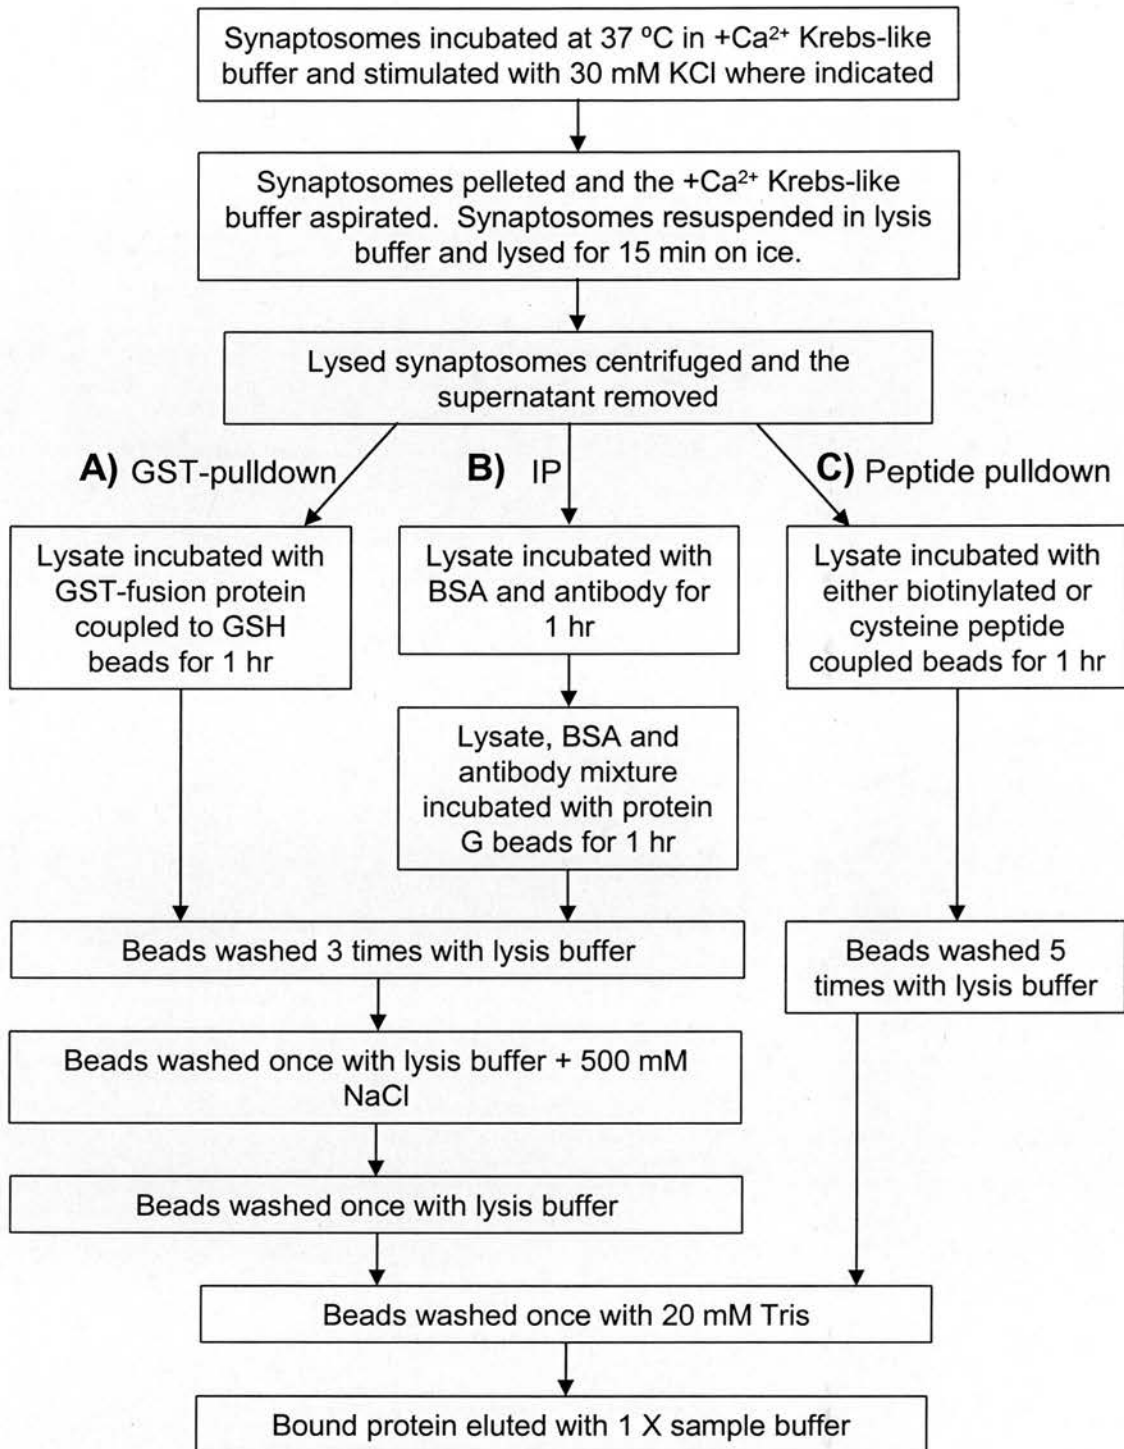 Synaptosomes incubated at 37 ºC in +Ca²⁺ Krebs-like
buffer and stimulated with 30 mM KCl where indicated
Synaptosomes pelleted and the +Ca²⁺ Krebs-like
buffer aspirated. Synaptosomes resuspended in lysis
buffer and lysed for 15 min on ice.
Lysed synaptosomes centrifuged and the
supernatant removed
A) GST-pulldown
B) IP
C) Peptide pulldown
Lysate incubated with
GST-fusion protein
coupled to GSH
beads for 1 hr
Lysate incubated with
BSA and antibody for
1 hr
Lysate incubated with
either biotinylated or
cysteine peptide
coupled beads for 1 hr
Lysate, BSA and
antibody mixture
incubated with protein
G beads for 1 hr
Beads washed 3 times with lysis buffer
Beads washed 5
times with lysis buffer
Beads washed once with lysis buffer + 500 mM
NaCl
Beads washed once with lysis buffer
Beads washed once with 20 mM Tris
Bound protein eluted with 1 X sample buffer